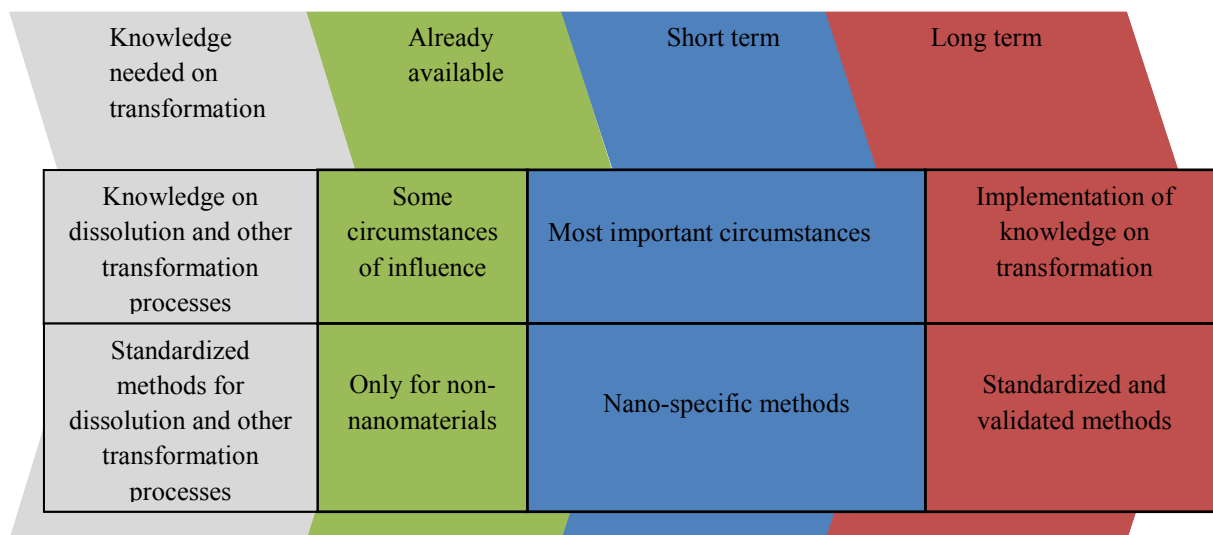 Knowledge
needed on
transformation
Already
available
Short term
Long term
Knowledge on
dissolution and other
transformation
processes
Some
circumstances
of influence
Most important circumstances
Implementation of
knowledge on
transformation
Standardized
methods for
dissolution and other
transformation
processes
Only for non-
nanomaterials
Nano-specific methods
Standardized and
validated methods